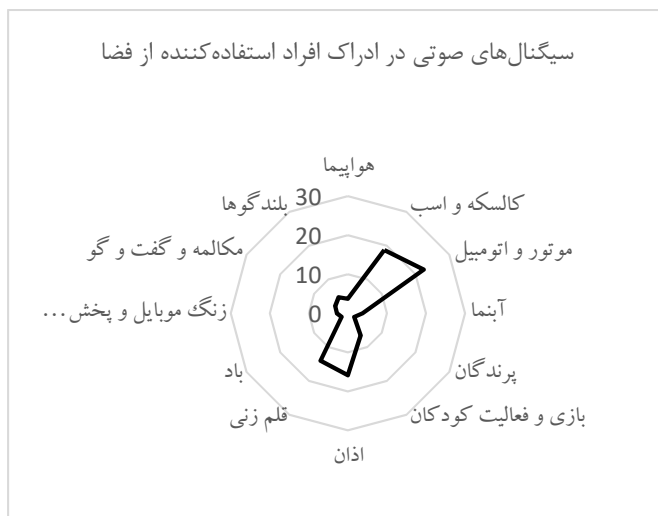 سیگنال‌های صوتی در ادراک افراد استفاده‌کننده از فضا
هواپیما
کالسکه و اسب
موتور و اتومبیل
آبنما
پرندگان
بازی و فعالیت کودکان
اذان
قلم زنی
باد
زنگ موبایل و پخش...
مکالمه و گفت و گو
بلندگوها
30
20
10
0